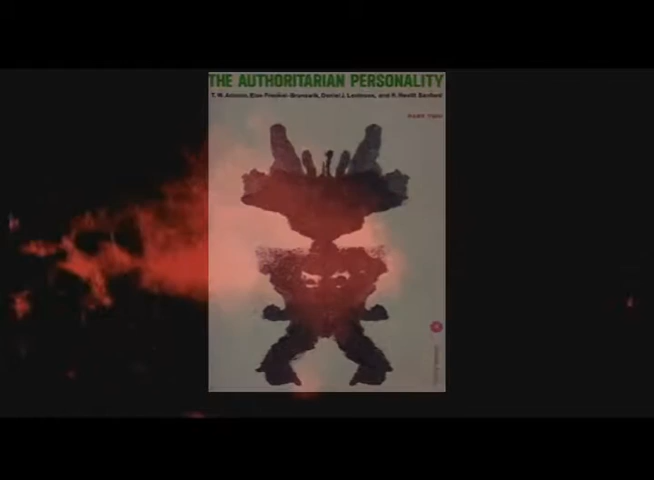 THE AUTHORITARIAN PERSONALITY
T. W. Adorno, Else Frenkel-Brunswik, Daniel J. Levinson, and R. Nevitt Sanford
PART TWO